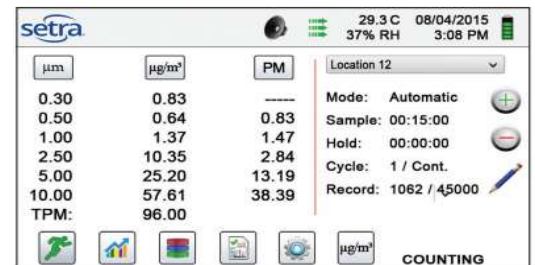 setra
29.3 C 08/04/2015
37% RH 3:08 PM
µm µg/m³ PM
0.30 0.83 -----
0.50 0.64 0.83
1.00 1.37 1.47
2.50 10.35 2.84
5.00 25.20 13.19
10.00 57.61 38.39
TPM: 96.00
Location 12
Mode: Automatic
Sample: 00:15:00
Hold: 00:00:00
Cycle: 1 / Cont.
Record: 1062 / 45000
µg/m³
COUNTING